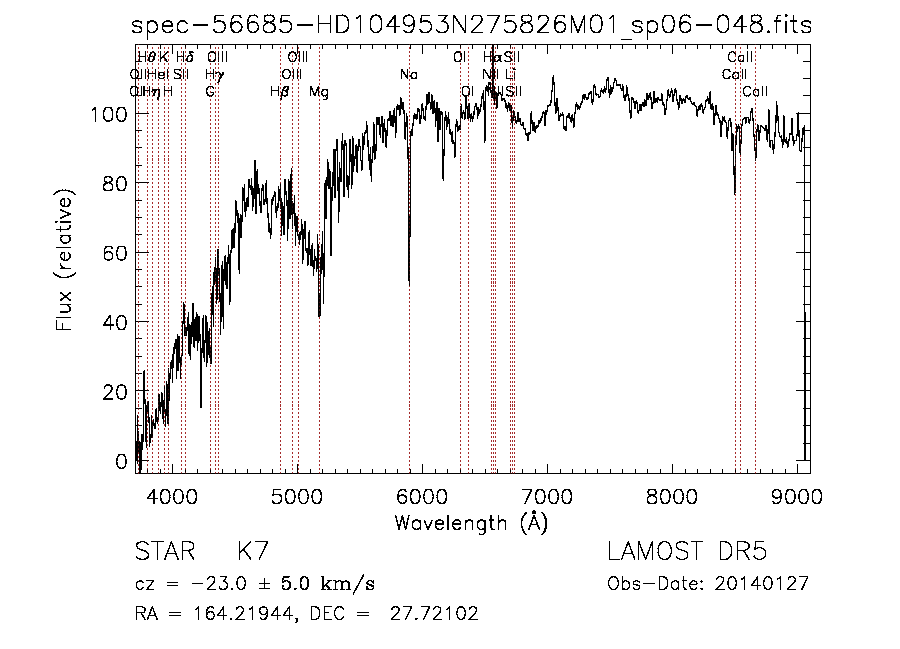 spec-56685-HD104953N275826M01_sp06-048.fits
Hθ K Hδ OIII OIII OI Hα SII CaII
OII HeI SII Hγ OIII Na NII Li CaII
OII Hη H G Hβ Mg OI NII SII CaII
100
80
60
40
20
0
Flux (relative)
4000 5000 6000 7000 8000 9000
Wavelength (Å)
STAR K7 LAMOST DR5
cz = −23.0 ± 5.0 km/s Obs-Date: 20140127
RA = 164.21944, DEC = 27.72102